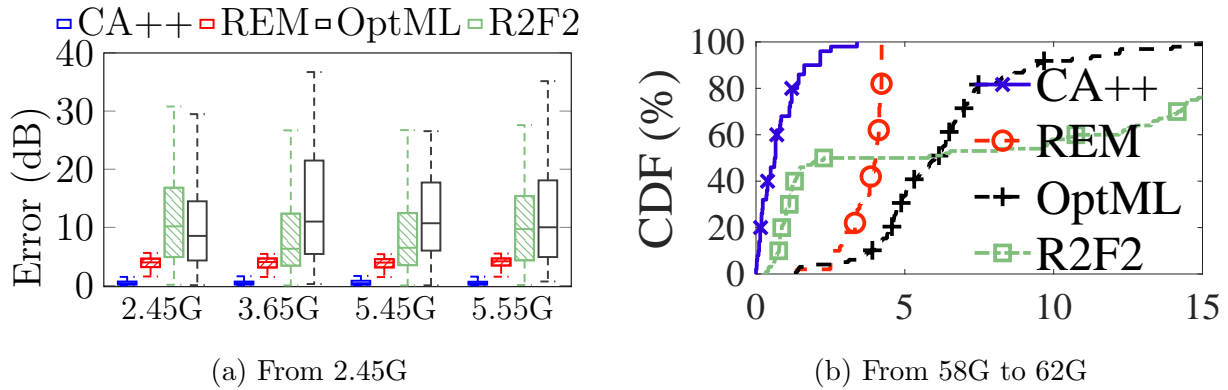 CA++ REM OptML R2F2
Error (dB)
40
30
20
10
0
2.45G 3.65G 5.45G 5.55G
(a) From 2.45G
CDF (%)
100
80
60
40
20
0
0 5 10 15
CA++
REM
OptML
R2F2
(b) From 58G to 62G